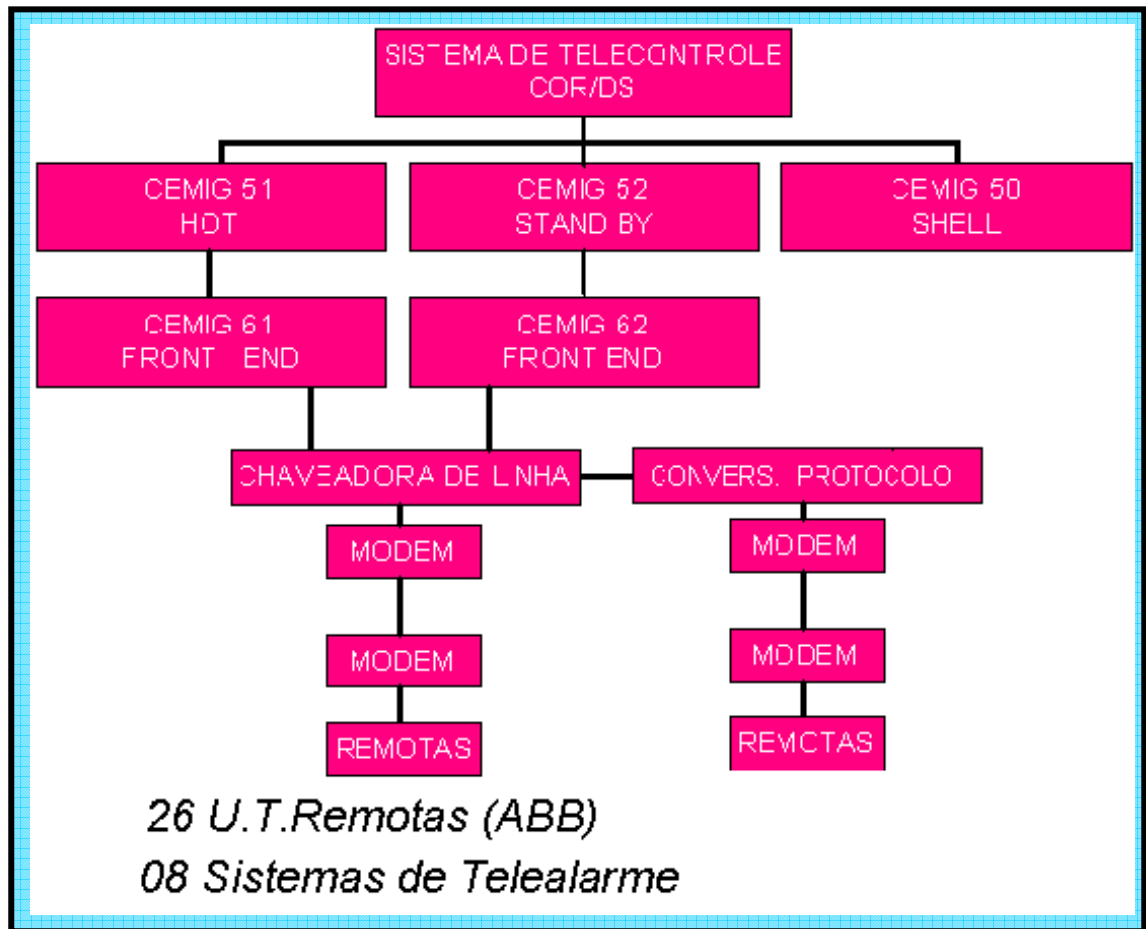 SISTEMA DE TELECONTROLE
COR/DS
CEMIG 51
HOT
CEMIG 52
STAND BY
CEMIG 50
SHELL
CEMIG 61
FRONT END
CEMIG 62
FRONT END
CHAVEADORA DE LINHA
CONVERS. PROTOCOLO
MODEM
MODEM
MODEM
MODEM
REMOTAS
REMOTAS
26 U.T.Remotas (ABB)
08 Sistemas de Telealarme